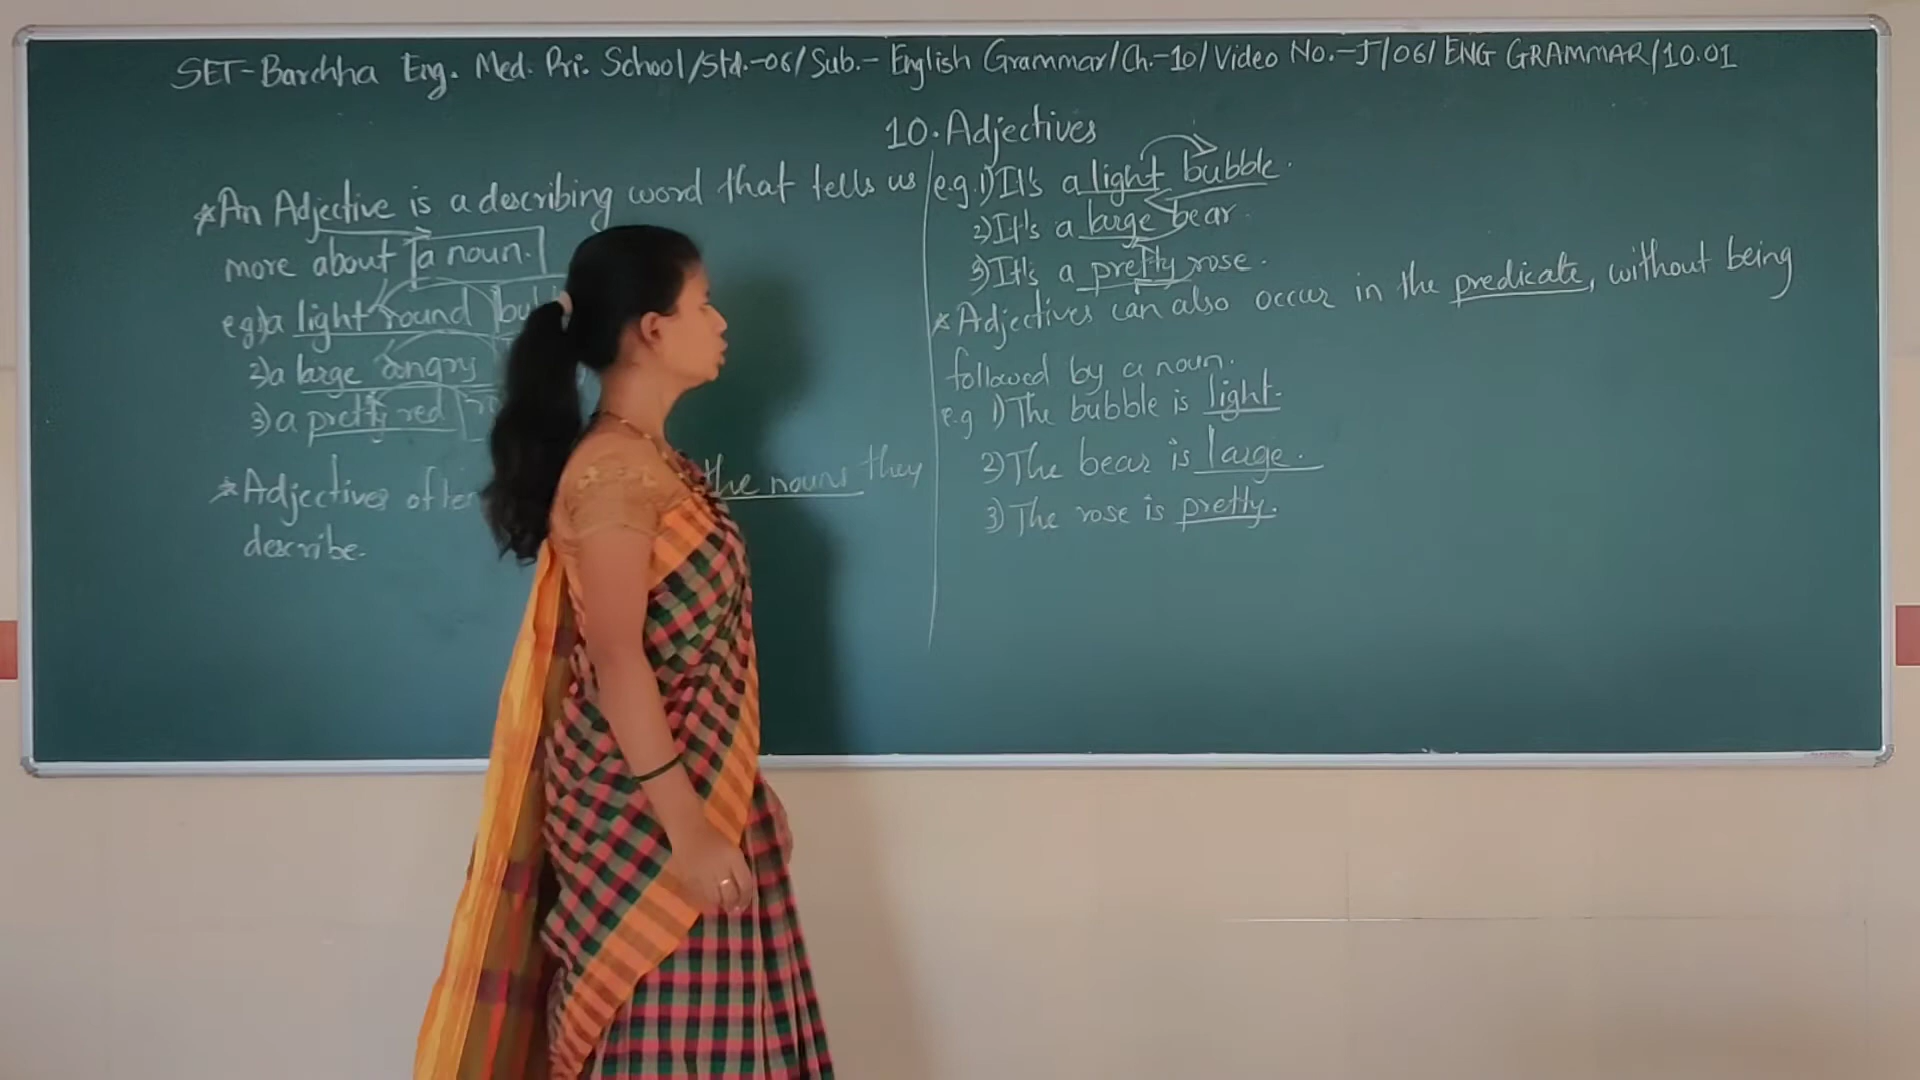 SET-Barchha Eng. Med. Pri. School/Std.-06/Sub.- English Grammar/Ch.-10/Video No.-J/06/ENG GRAMMAR/10.01
10. Adjectives
*An Adjective is a describing word that tells us
more about a noun.
eg1)a light round
2)a large angry
3)a pretty red
*Adjectives often the nouns they
describe.
e.g.1)It's a light bubble.
2)It's a large bear.
3)It's a pretty rose.
*Adjectives can also occur in the predicate, without being
followed by a noun.
e.g 1)The bubble is light.
2)The bear is large.
3)The rose is pretty.